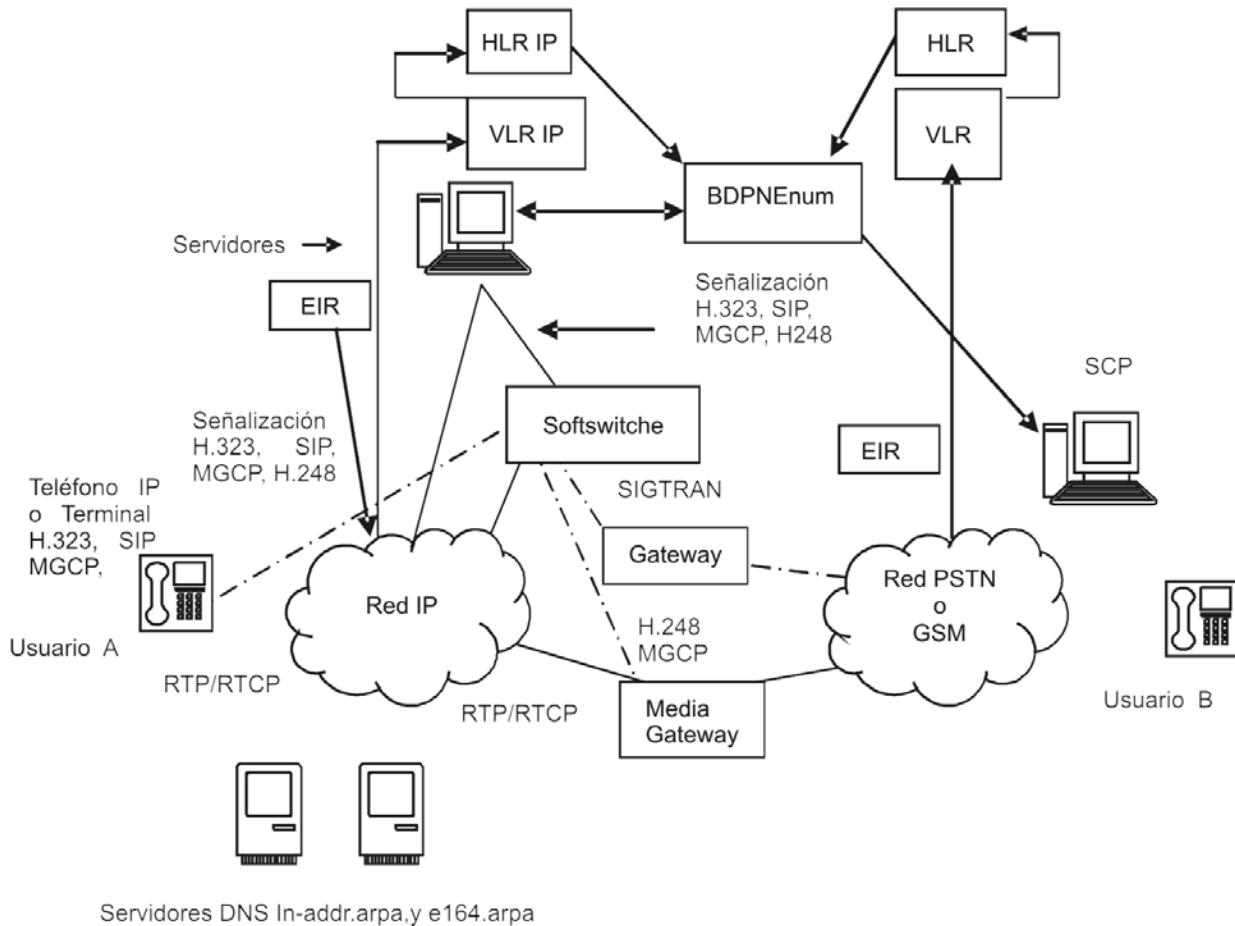 HLR IP
HLR
VLR IP
VLR
BDPNEnum
Servidores
EIR
Señalización
H.323, SIP,
MGCP, H248
SCP
Señalización
H.323, SIP,
MGCP, H.248
Softswitche
EIR
SIGTRAN
Teléfono IP
o Terminal
H.323, SIP
MGCP,
Gateway
Red IP
Red PSTN
o
GSM
H.248
MGCP
Usuario A
RTP/RTCP
RTP/RTCP
Media
Gateway
Usuario B
Servidores DNS In-addr.arpa,y e164.arpa